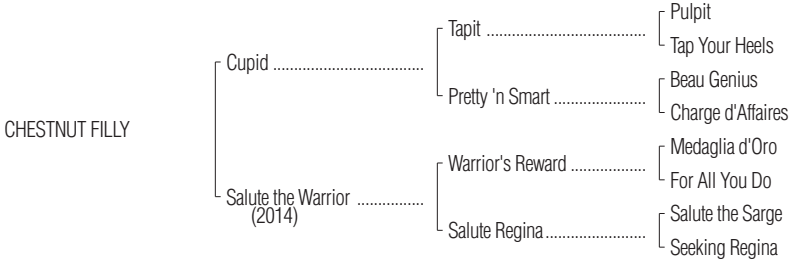 Pulpit
Tapit ....................................
Tap Your Heels
Cupid ..................................
Beau Genius
Pretty 'n Smart .....................
Charge d'Affaires
CHESTNUT FILLY
Medaglia d'Oro
Warrior's Reward .................
For All You Do
Salute the Warrior ...............
(2014)
Salute the Sarge
Salute Regina .......................
Seeking Regina